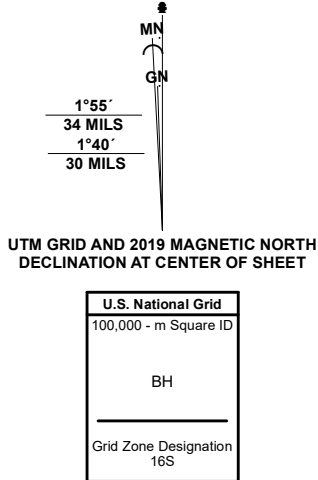 MN
GN
1°55´
34 MILS
1°40´
30 MILS
UTM GRID AND 2019 MAGNETIC NORTH
DECLINATION AT CENTER OF SHEET
U.S. National Grid
100,000 - m Square ID
BH
Grid Zone Designation
16S